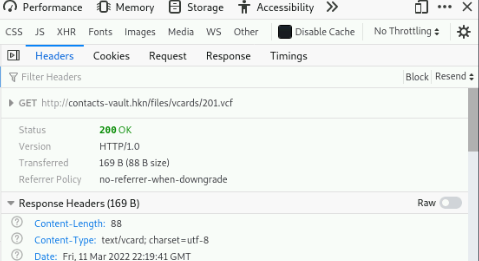 Performance Memory Storage Accessibility
CSS JS XHR Fonts Images Media WS Other Disable Cache No Throttling
Headers Cookies Request Response Timings
Filter Headers Block Resend
GET http://contacts-vault.hkn/files/vcards/201.vcf
Status 200 OK
Version HTTP/1.0
Transferred 169 B (88 B size)
Referrer Policy no-referrer-when-downgrade
Response Headers (169 B) Raw
Content-Length: 88
Content-Type: text/vcard; charset=utf-8
Date: Fri, 11 Mar 2022 22:19:41 GMT